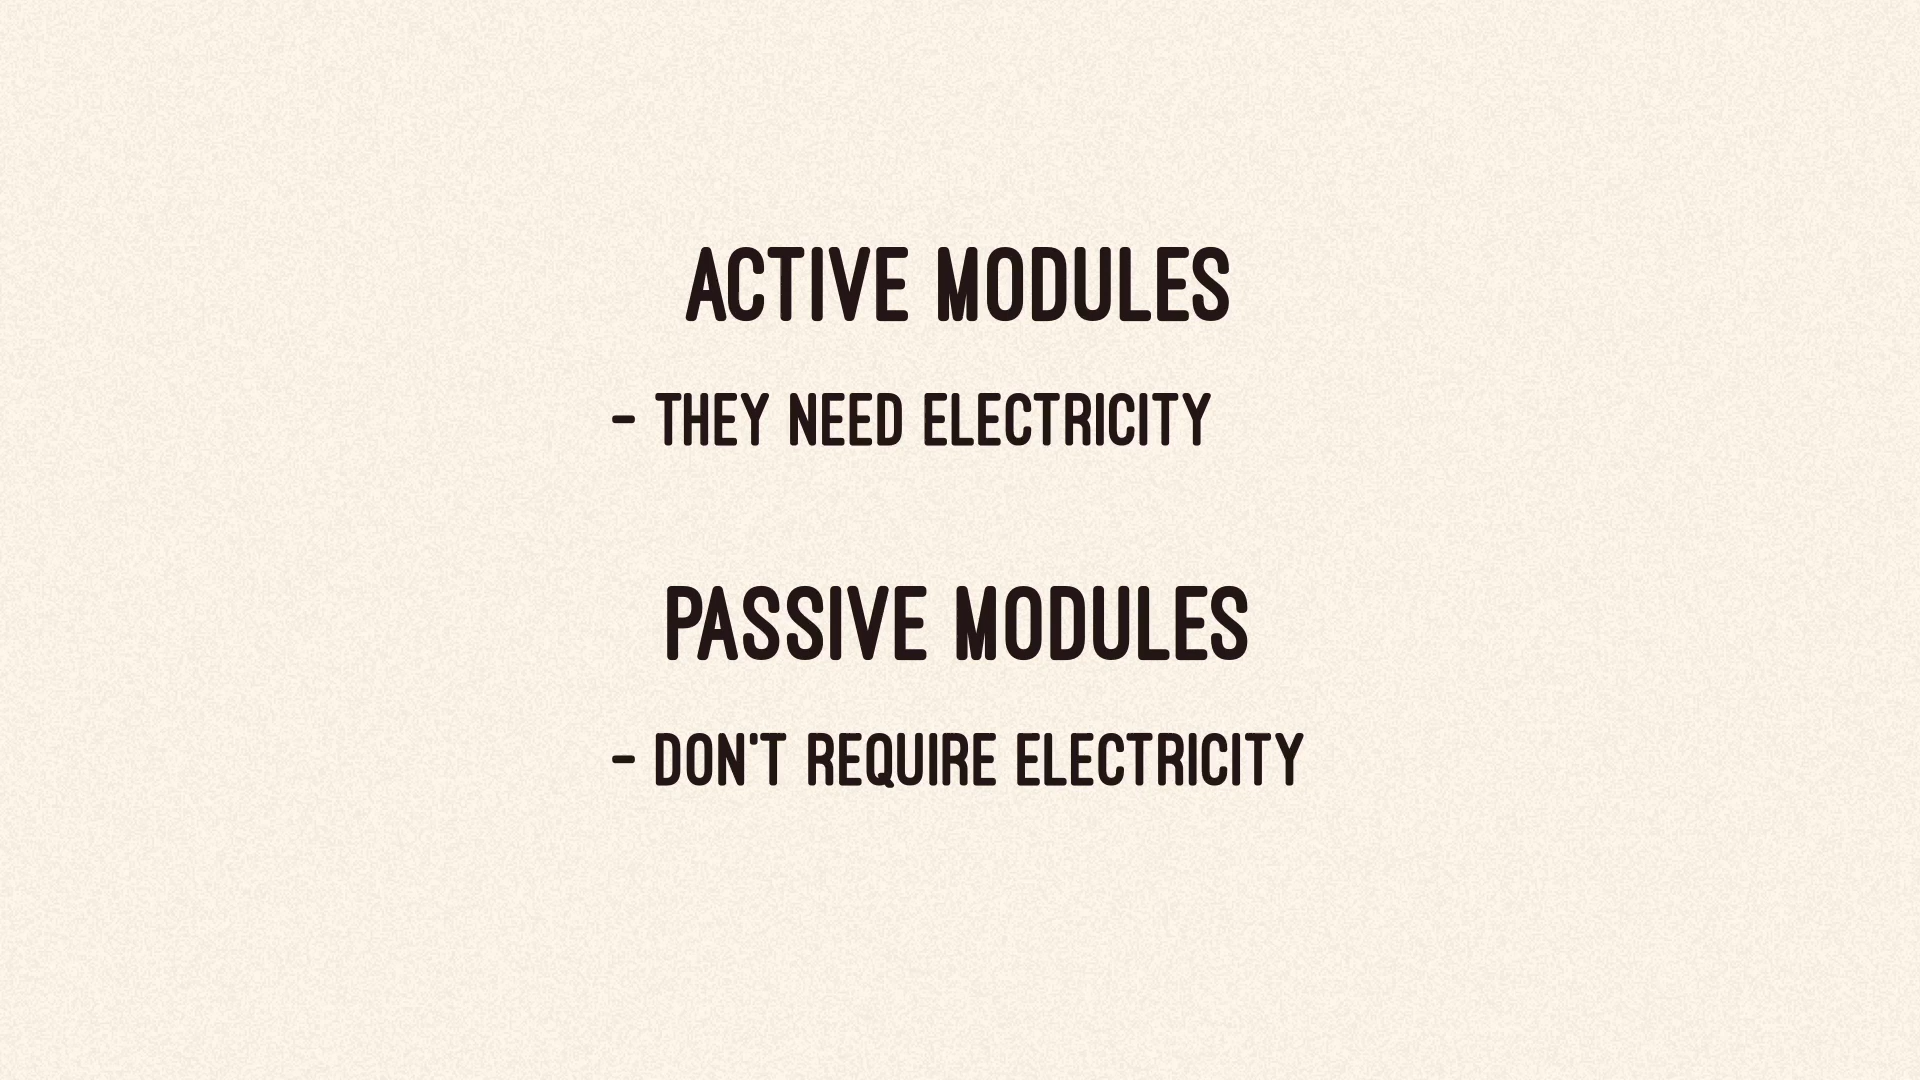 ACTIVE MODULES
- THEY NEED ELECTRICITY
PASSIVE MODULES
- DON'T REQUIRE ELECTRICITY